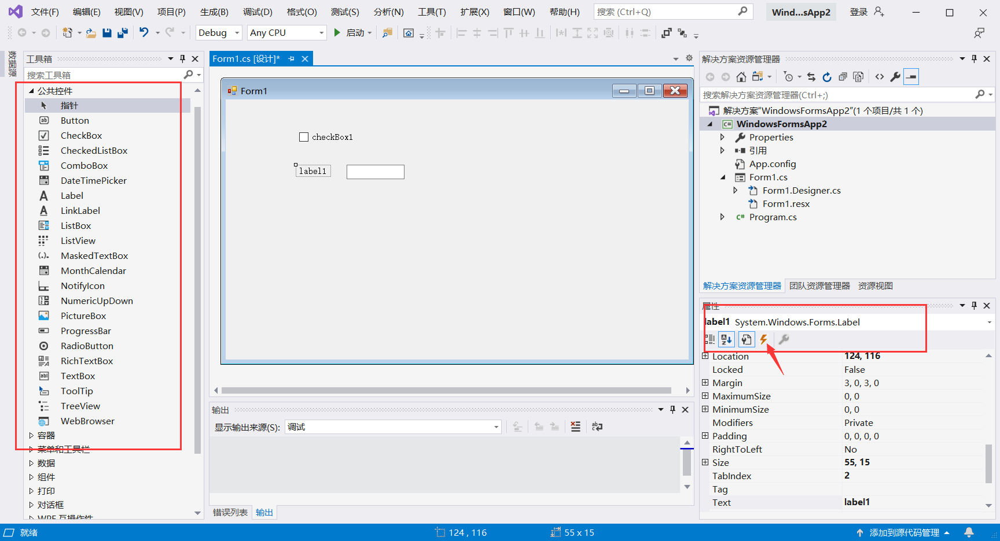 文件(F) 编辑(E) 视图(V) 项目(P) 生成(B) 调试(D) 格式(O) 测试(S) 分析(N) 工具(T) 扩展(X) 窗口(W) 帮助(H) 搜索 (Ctrl+Q) Wind...sApp2 登录
Debug Any CPU 启动
数据源
工具箱
搜索工具箱
公共控件
指针
Button
CheckBox
CheckedListBox
ComboBox
DateTimePicker
Label
LinkLabel
ListBox
ListView
MaskedTextBox
MonthCalendar
NotifyIcon
NumericUpDown
PictureBox
ProgressBar
RadioButton
RichTextBox
TextBox
ToolTip
TreeView
WebBrowser
容器
菜单和工具栏
数据
组件
打印
对话框
WPF 互操作性
Form1.cs [设计]*
Form1
checkBox1
label1
输出
显示输出来源(S): 调试
错误列表 输出
解决方案资源管理器
搜索解决方案资源管理器(Ctrl+;)
解决方案"WindowsFormsApp2"(1 个项目/共 1 个)
C# WindowsFormsApp2
Properties
引用
App.config
Form1.cs
Form1.Designer.cs
Form1.resx
C# Program.cs
解决方案资源管理器 团队资源管理器 资源视图
属性
label1 System.Windows.Forms.Label
Location 124, 116
Locked False
Margin 3, 0, 3, 0
MaximumSize 0, 0
MinimumSize 0, 0
Modifiers Private
Padding 0, 0, 0, 0
RightToLeft No
Size 55, 15
TabIndex 2
Tag
Text label1
就绪 124 , 116 55 x 15 添加到源代码管理